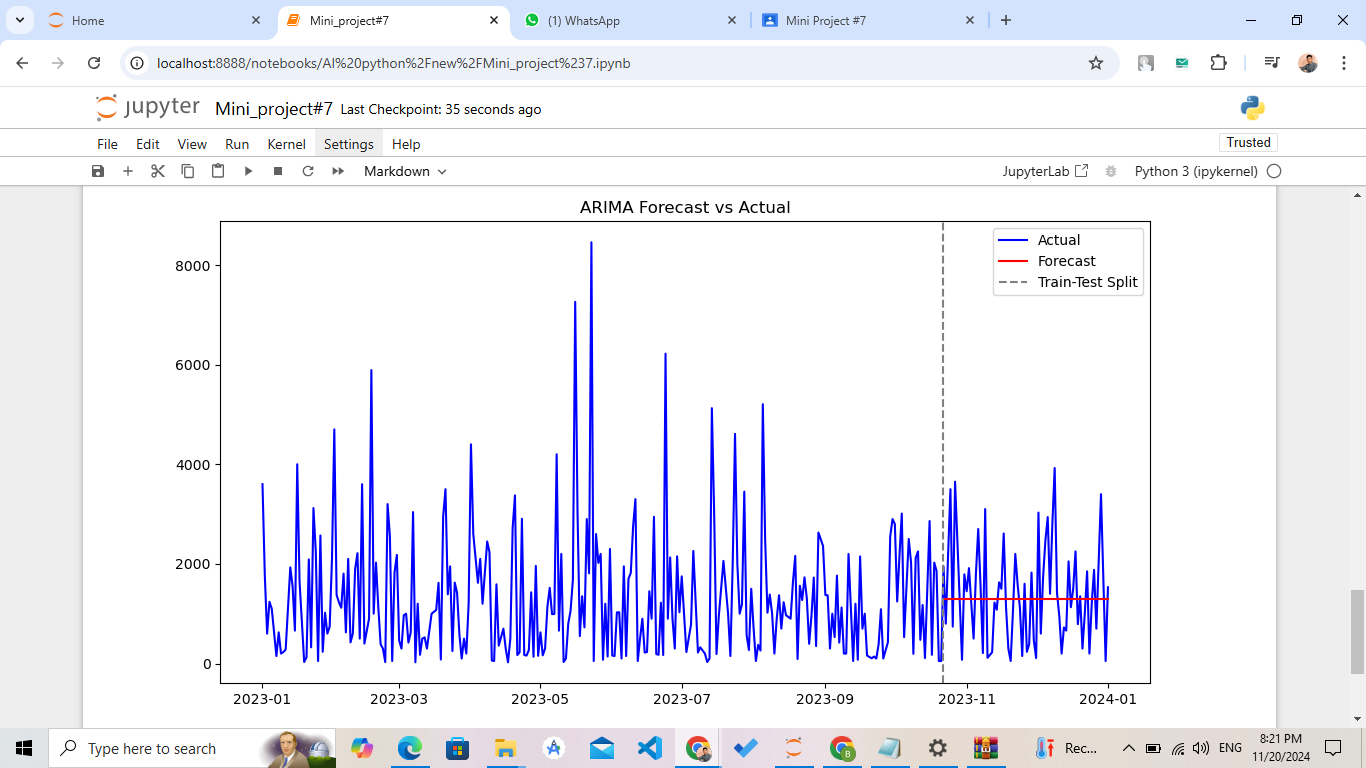 Home
Mini_project#7
(1) WhatsApp
Mini Project #7
localhost:8888/notebooks/AI%20python%2Fnew%2FMini_project%237.ipynb
jupyter Mini_project#7 Last Checkpoint: 35 seconds ago
File Edit View Run Kernel Settings Help
Trusted
Markdown
JupyterLab
Python 3 (ipykernel)
ARIMA Forecast vs Actual
Actual
Forecast
Train-Test Split
8000
6000
4000
2000
0
2023-01 2023-03 2023-05 2023-07 2023-09 2023-11 2024-01
Type here to search
Rec...
ENG
8:21 PM
11/20/2024